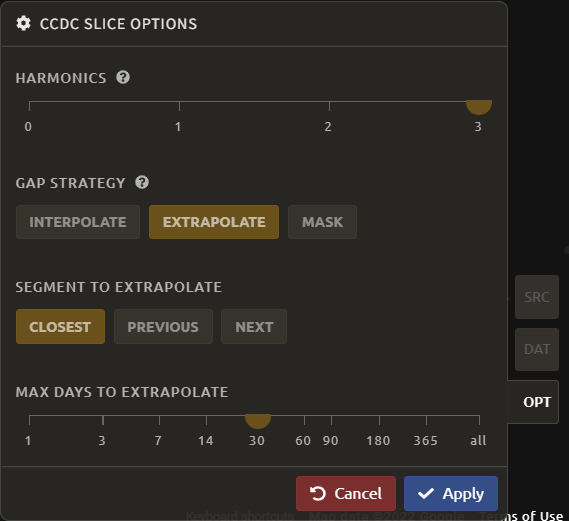 CCDC SLICE OPTIONS
HARMONICS ?
0 1 2 3
GAP STRATEGY ?
INTERPOLATE EXTRAPOLATE MASK
SEGMENT TO EXTRAPOLATE
CLOSEST PREVIOUS NEXT
SRC
DAT
MAX DAYS TO EXTRAPOLATE
OPT
1 3 7 14 30 60 90 180 365 all
Cancel Apply
Keyboard shortcuts Map data ©2022 Google Terms of Use